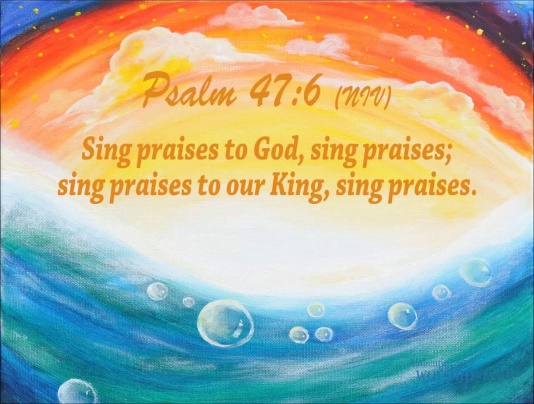 Psalm 47:6 (NIV)
Sing praises to God, sing praises;
sing praises to our King, sing praises.